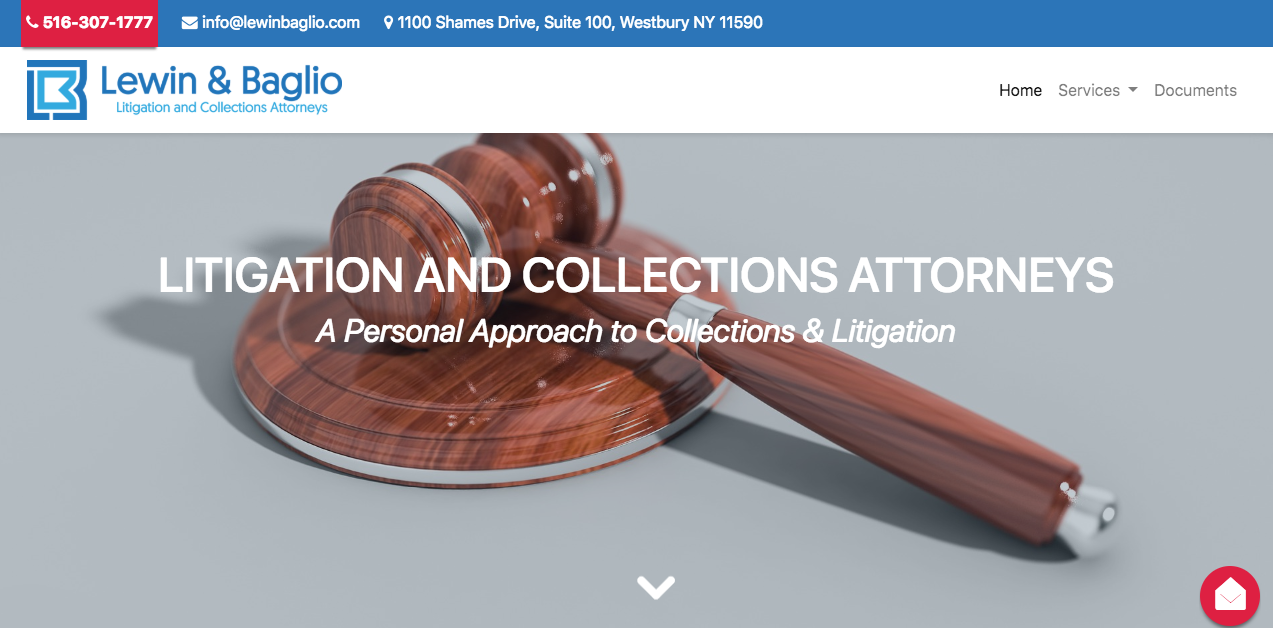 516-307-1777 info@lewinbaglio.com 1100 Shames Drive, Suite 100, Westbury NY 11590
Lewin & Baglio
Litigation and Collections Attorneys
Home Services Documents
LITIGATION AND COLLECTIONS ATTORNEYS
A Personal Approach to Collections & Litigation